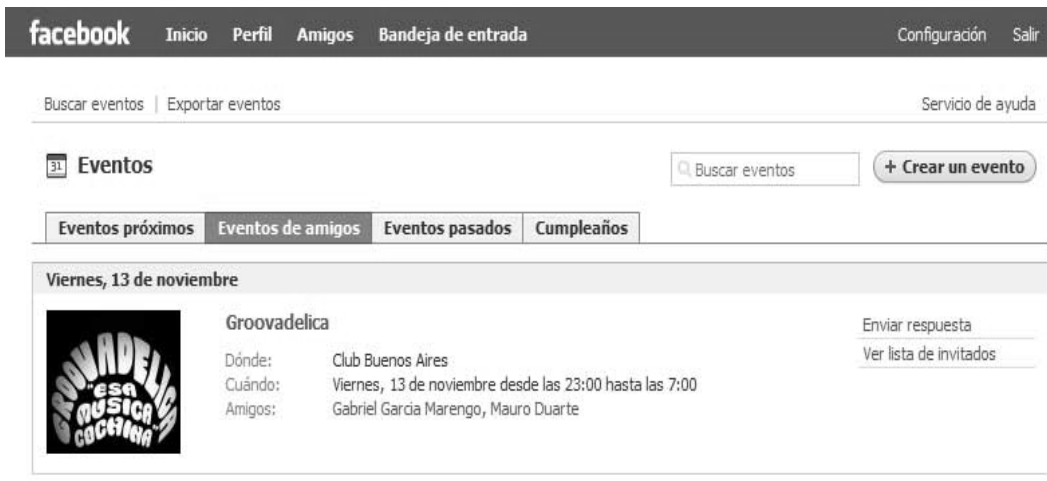 facebook Inicio Perfil Amigos Bandeja de entrada Configuración Salir
Buscar eventos | Exportar eventos Servicio de ayuda
31 Eventos Buscar eventos + Crear un evento
Eventos próximos Eventos de amigos Eventos pasados Cumpleaños
Viernes, 13 de noviembre
GROOVADELICA
"ESA
MUSICA
COCHINA"
Groovadelica
Dónde: Club Buenos Aires
Cuándo: Viernes, 13 de noviembre desde las 23:00 hasta las 7:00
Amigos: Gabriel Garcia Marengo, Mauro Duarte
Enviar respuesta
Ver lista de invitados